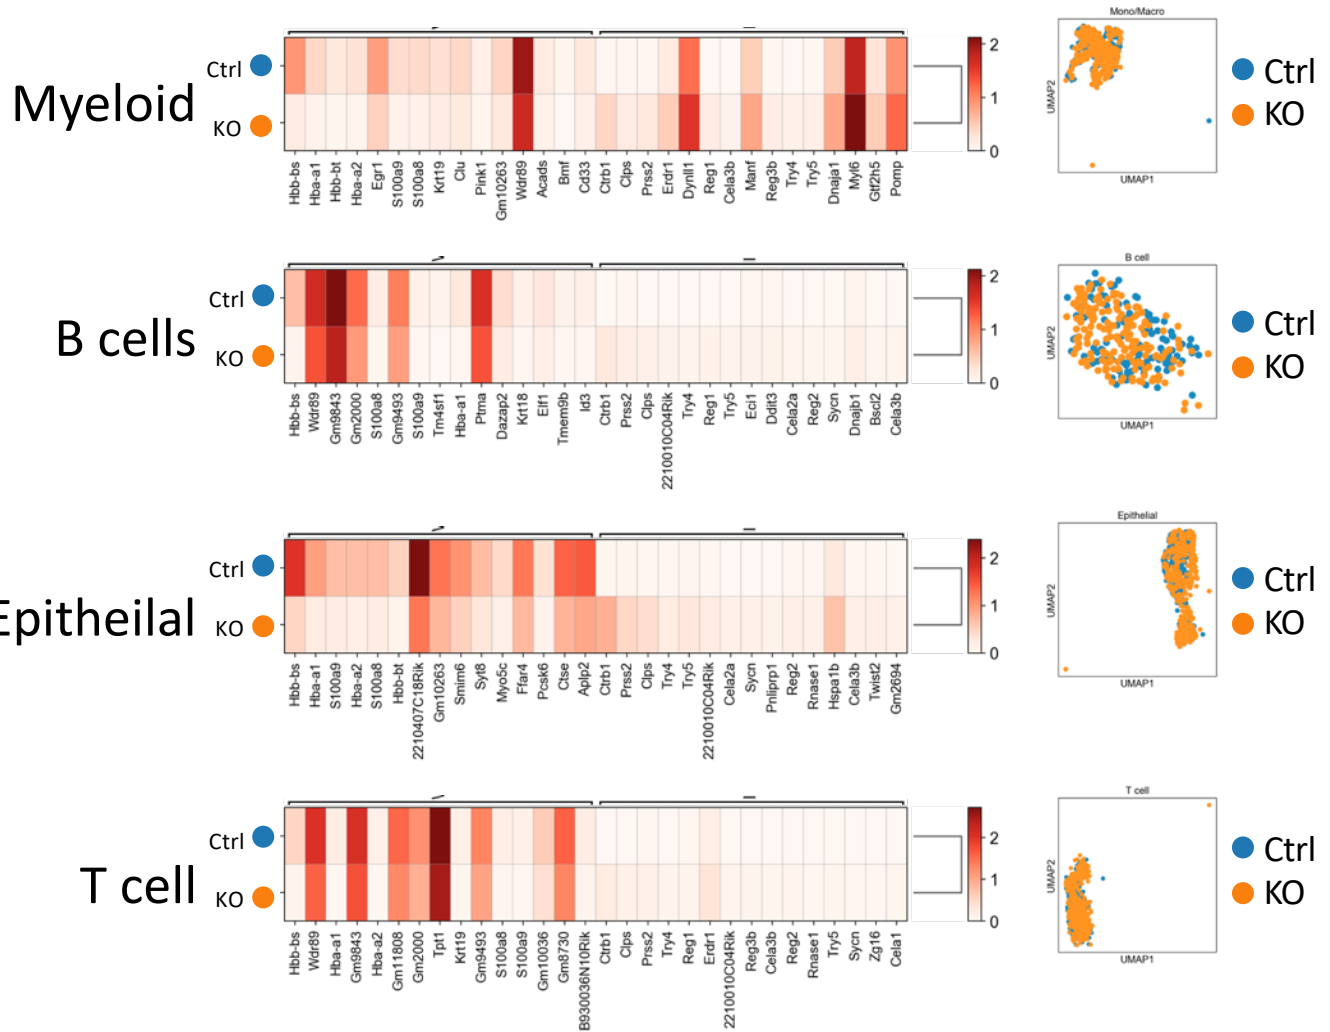 Mono/Macro
Myeloid
Ctrl
KO
2
1
0
Hbb-bs
Hba-a1
Hbb-bt
Hba-a2
Egr1
S100a9
S100a8
Krt19
Clu
Pink1
Gm10263
Wdr89
Acads
Bmf
Cd33
Ctrb1
Clps
Prss2
Erdr1
Dynll1
Reg1
Cela3b
Manf
Reg3b
Try4
Try5
Dnaja1
Myl6
Gtf2h5
Pomp
UMAP2
UMAP1
Ctrl
KO
B cell
B cells
Ctrl
KO
2
1
0
Hbb-bs
Wdr89
Gm9843
Gm2000
S100a8
Gm9493
S100a9
Tm4sf1
Hba-a1
Ptma
Dazap2
Krt18
Elf1
Tmem9b
Id3
Ctrb1
Prss2
Clps
2210010C04Rik
Try4
Reg1
Try5
Eci1
Ddit3
Cela2a
Reg2
Sycn
Dnajb1
Bscl2
Cela3b
UMAP2
UMAP1
Ctrl
KO
Epithelial
Epitheilal
Ctrl
KO
2
1
0
Hbb-bs
Hba-a1
S100a9
Hba-a2
S100a8
Hbb-bt
2210407C18Rik
Gm10263
Smim6
Syt8
Myo5c
Ffar4
Pcsk6
Ctse
Aplp2
Ctrb1
Prss2
Clps
Try4
Try5
2210010C04Rik
Cela2a
Sycn
Pnliprp1
Reg2
Rnase1
Hspa1b
Cela3b
Twist2
Gm2694
UMAP2
UMAP1
Ctrl
KO
T cell
T cell
Ctrl
KO
2
1
0
Hbb-bs
Wdr89
Hba-a1
Gm9843
Hba-a2
Gm11808
Gm2000
Tpt1
Krt19
Gm9493
S100a8
S100a9
Gm10036
Gm8730
B930036N10Rik
Ctrb1
Clps
Prss2
Try4
Reg1
Erdr1
2210010C04Rik
Reg3b
Cela3b
Reg2
Rnase1
Try5
Sycn
Zg16
Cela1
UMAP2
UMAP1
Ctrl
KO